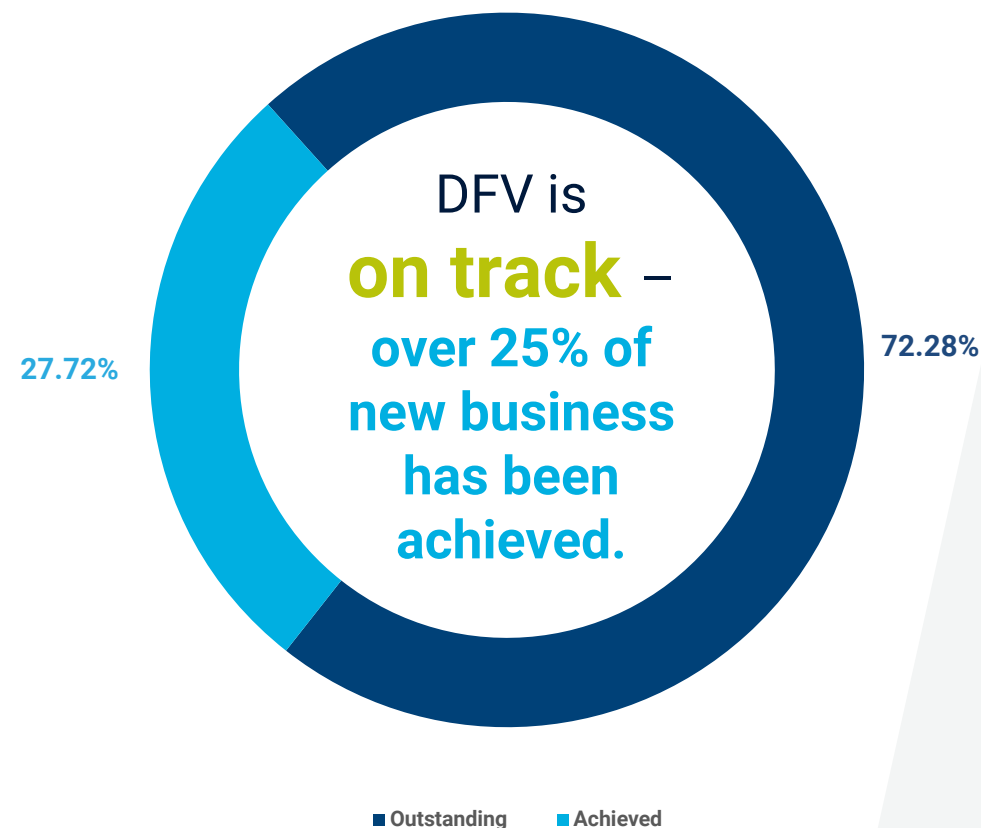 DFV is
on track –
over 25% of
new business
has been
achieved.
27.72%
72.28%
Outstanding
Achieved